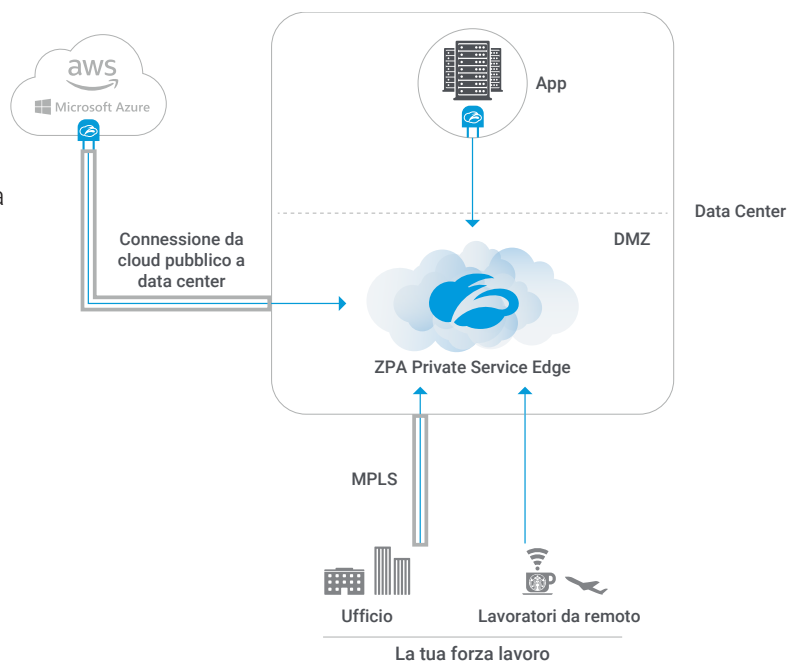 aws
Microsoft Azure
App
a
Data Center
DMZ
Connessione da
cloud pubblico a
data center
ZPA Private Service Edge
MPLS
Ufficio
Lavoratori da remoto
La tua forza lavoro